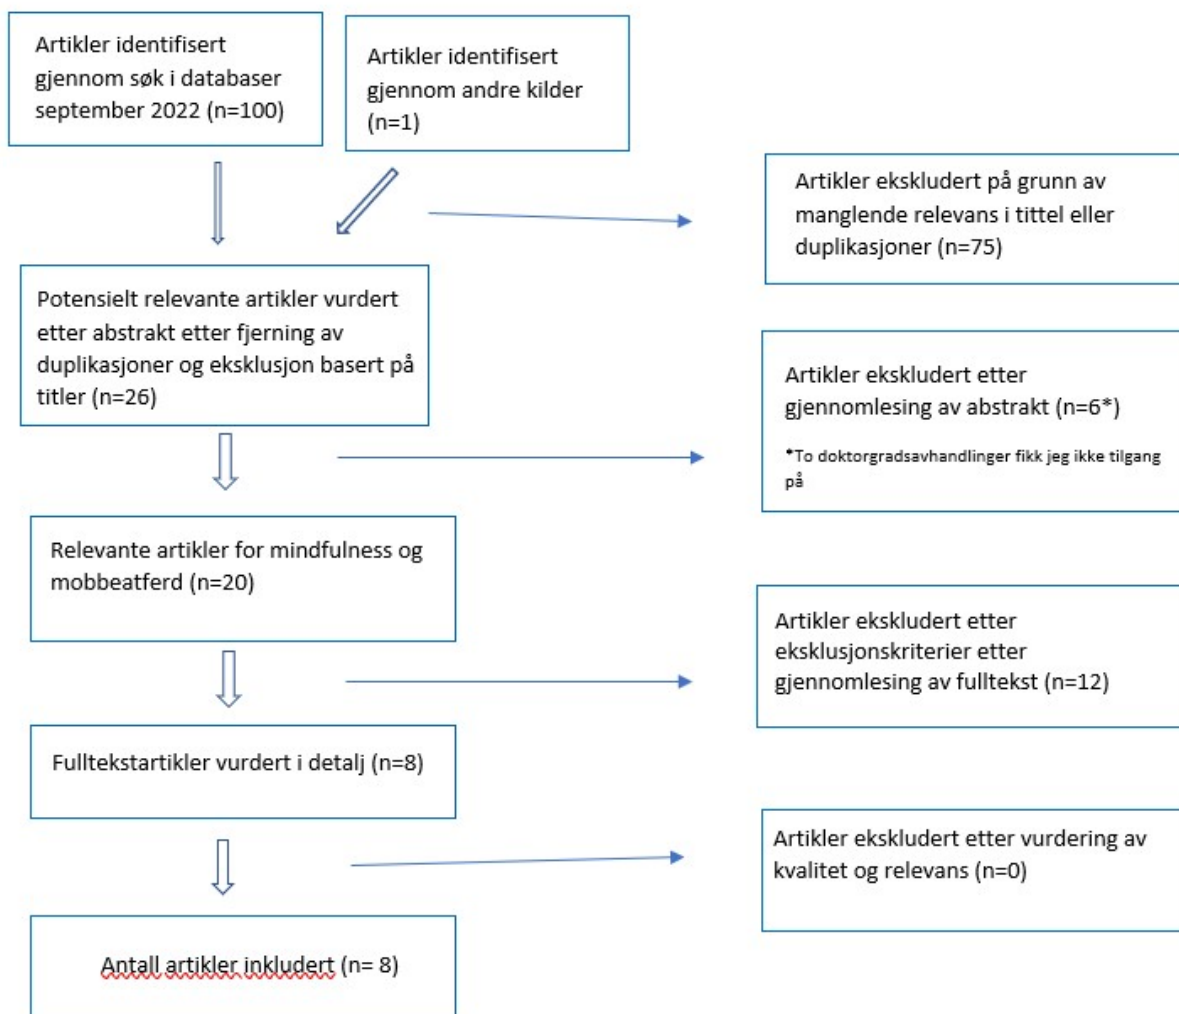 Artikler identifisert
gjennom søk i databaser
september 2022 (n=100)
Artikler identifisert
gjennom andre kilder
(n=1)
Artikler ekskludert på grunn av
manglende relevans i tittel eller
duplikasjoner (n=75)
Potensielt relevante artikler vurdert
etter abstrakt etter fjerning av
duplikasjoner og eksklusjon basert på
titler (n=26)
Artikler ekskludert etter
gjennomlesing av abstrakt (n=6*)
*To doktorgradsavhandlinger fikk jeg ikke tilgang
på
Relevante artikler for mindfulness og
mobbeatferd (n=20)
Artikler ekskludert etter
eksklusjonskriterier etter
gjennomlesing av fulltekst (n=12)
Fulltekstartikler vurdert i detalj (n=8)
Artikler ekskludert etter vurdering av
kvalitet og relevans (n=0)
Antall artikler inkludert (n= 8)